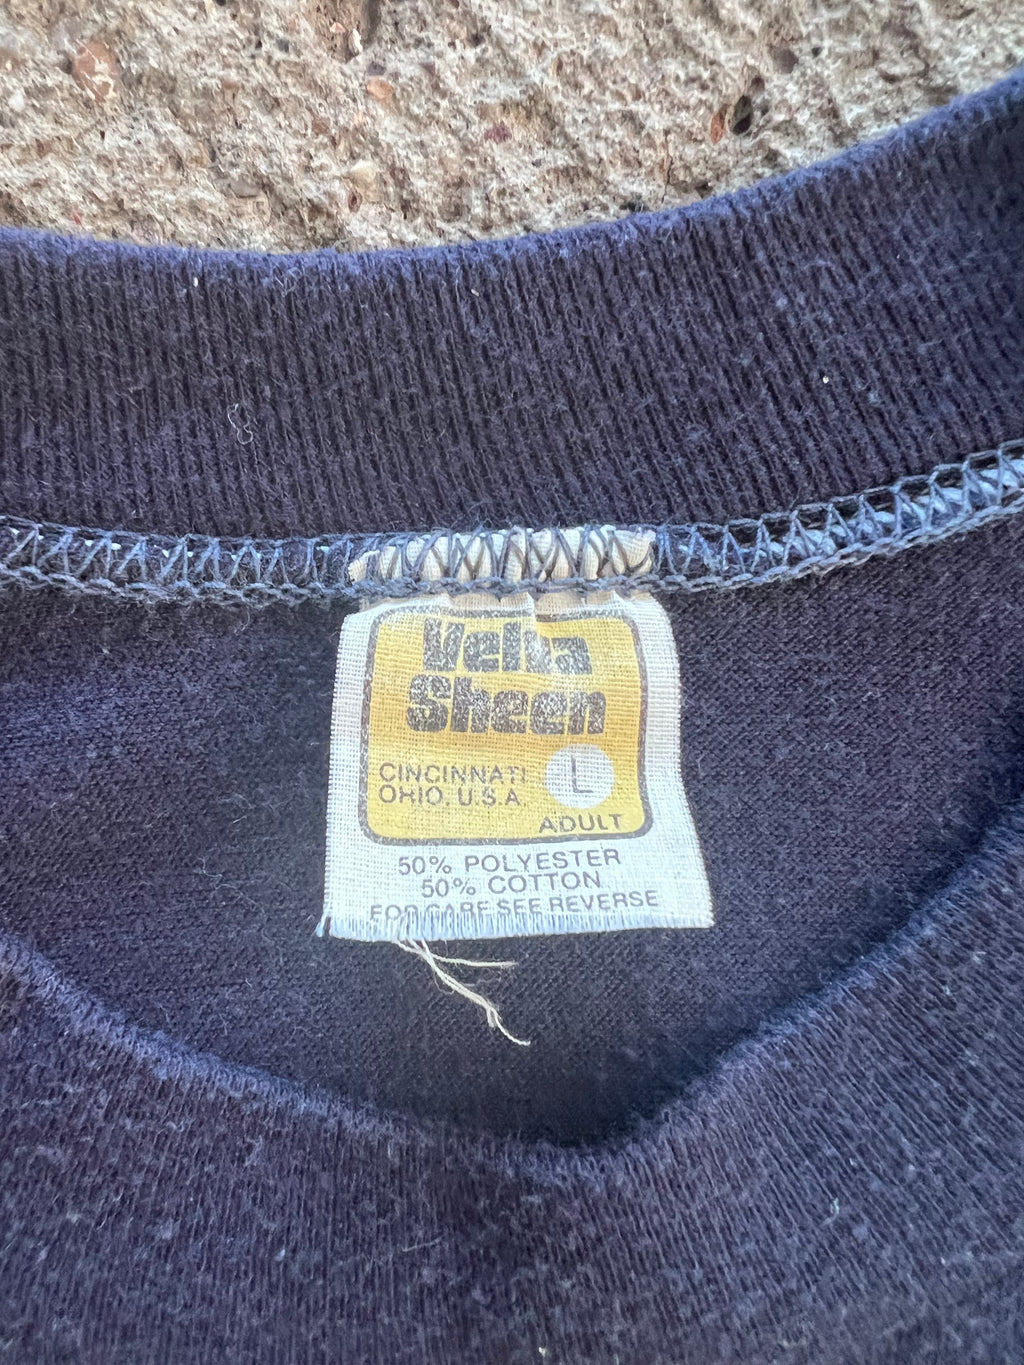 Velva
Sheen
CINCINNATI
OHIO, U.S.A.
L
ADULT
50% POLYESTER
50% COTTON
FOR CARE SEE REVERSE